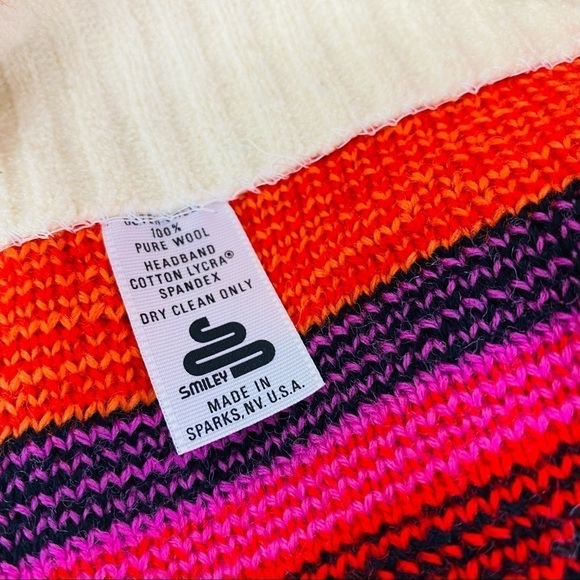 100%
PURE WOOL
HEADBAND
COTTON LYCRA®
SPANDEX
DRY CLEAN ONLY
SMILEY
MADE IN
SPARKS, NV. U.S.A.